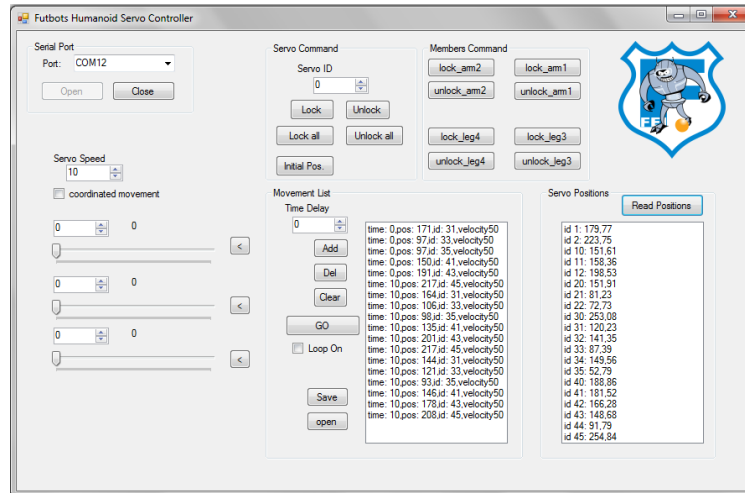 Futbots Humanoid Servo Controller
Serial Port
Port: COM12
Open Close
Servo Speed
10
coordinated movement
0 0
<
0 0
<
0 0
<
Servo Command
Servo ID
0
Lock Unlock
Lock all Unlock all
Initial Pos.
Members Command
lock_arm2 lock_arm1
unlock_arm2 unlock_arm1
lock_leg4 lock_leg3
unlock_leg4 unlock_leg3
Movement List
Time Delay
0
Add
Del
Clear
GO
Loop On
Save
open
time: 0,pos: 171,id: 31,velocity50
time: 0,pos: 97,id: 33,velocity50
time: 0,pos: 97,id: 35,velocity50
time: 0,pos: 150,id: 41,velocity50
time: 0,pos: 191,id: 43,velocity50
time: 10,pos: 217,id: 45,velocity50
time: 10,pos: 164,id: 31,velocity50
time: 10,pos: 106,id: 33,velocity50
time: 10,pos: 98,id: 35,velocity50
time: 10,pos: 135,id: 41,velocity50
time: 10,pos: 201,id: 43,velocity50
time: 10,pos: 217,id: 45,velocity50
time: 10,pos: 144,id: 31,velocity50
time: 10,pos: 121,id: 33,velocity50
time: 10,pos: 93,id: 35,velocity50
time: 10,pos: 146,id: 41,velocity50
time: 10,pos: 178,id: 43,velocity50
time: 10,pos: 208,id: 45,velocity50
Servo Positions
Read Positions
id 1: 179,77
id 2: 223,75
id 10: 151,61
id 11: 158,36
id 12: 198,53
id 20: 151,91
id 21: 81,23
id 22: 72,73
id 30: 253,08
id 31: 120,23
id 32: 141,35
id 33: 87,39
id 34: 149,56
id 35: 52,79
id 40: 188,86
id 41: 181,52
id 42: 166,28
id 43: 148,68
id 44: 91,79
id 45: 254,84